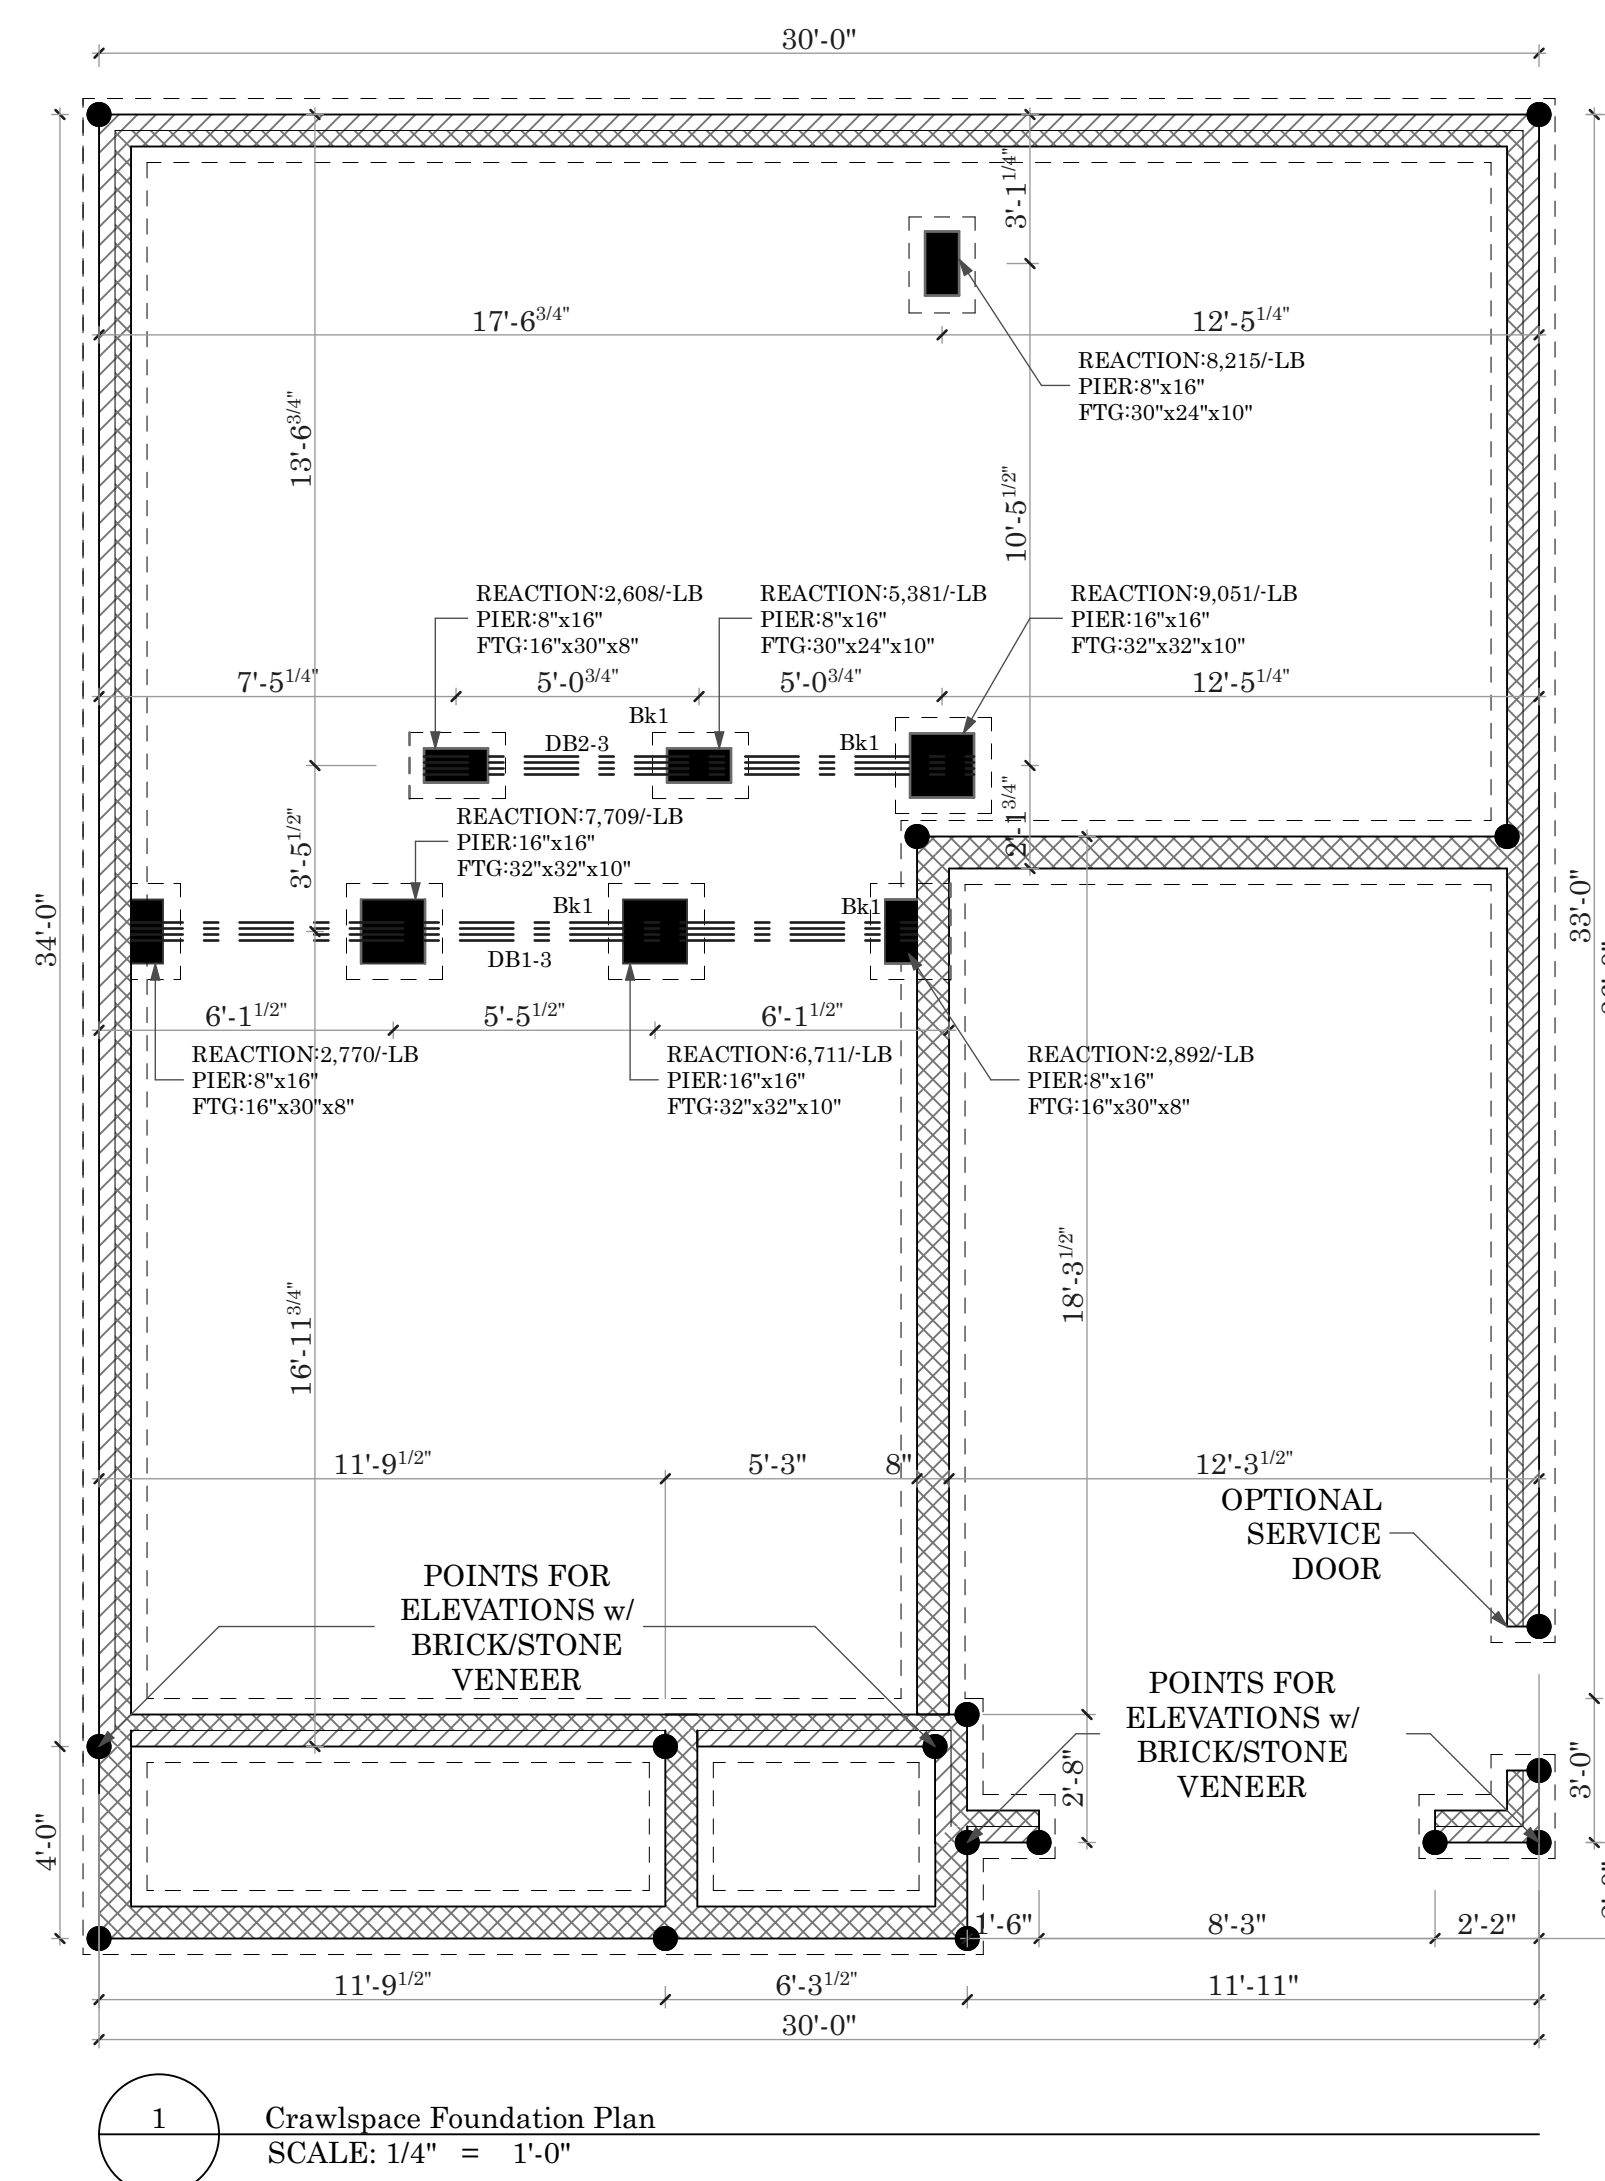 30'-0"
3'-1 1/4"
17'-6 3/4"
12'-5 1/4"
REACTION:8,215/-LB
PIER:8"x16"
FTG:30"x24"x10"
13'-6 3/4"
10'-5 1/2"
REACTION:2,608/-LB
PIER:8"x16"
FTG:16"x30"x8"
REACTION:5,381/-LB
PIER:8"x16"
FTG:30"x24"x10"
REACTION:9,051/-LB
PIER:16"x16"
FTG:32"x32"x10"
7'-5 1/4"
5'-0 3/4"
5'-0 3/4"
12'-5 1/4"
Bk1
DB2-3
Bk1
REACTION:7,709/-LB
PIER:16"x16"
FTG:32"x32"x10"
2'-1 3/4"
3'-5 1/2"
34'-0"
33'-0"
Bk1
Bk1
DB1-3
6'-1 1/2"
5'-5 1/2"
6'-1 1/2"
REACTION:2,770/-LB
PIER:8"x16"
FTG:16"x30"x8"
REACTION:6,711/-LB
PIER:16"x16"
FTG:32"x32"x10"
REACTION:2,892/-LB
PIER:8"x16"
FTG:16"x30"x8"
18'-3 1/2"
16'-11 3/4"
11'-9 1/2"
5'-3"
8"
12'-3 1/2"
OPTIONAL
SERVICE
DOOR
POINTS FOR
ELEVATIONS w/
BRICK/STONE
VENEER
POINTS FOR
ELEVATIONS w/
BRICK/STONE
VENEER
2'-8"
3'-0"
4'-0"
1'-6"
8'-3"
2'-2"
11'-9 1/2"
6'-3 1/2"
11'-11"
30'-0"
1
Crawlspace Foundation Plan
SCALE: 1/4" = 1'-0"